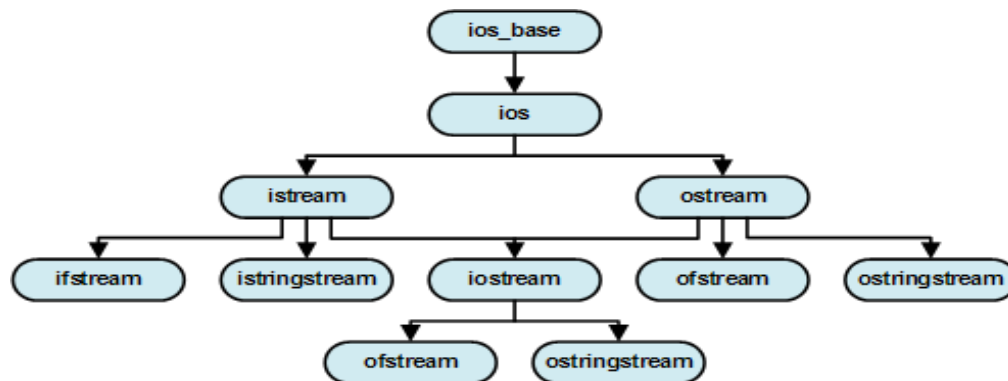 ios_base
ios
istream
ostream
ifstream
istringstream
iostream
ofstream
ostringstream
ofstream
ostringstream